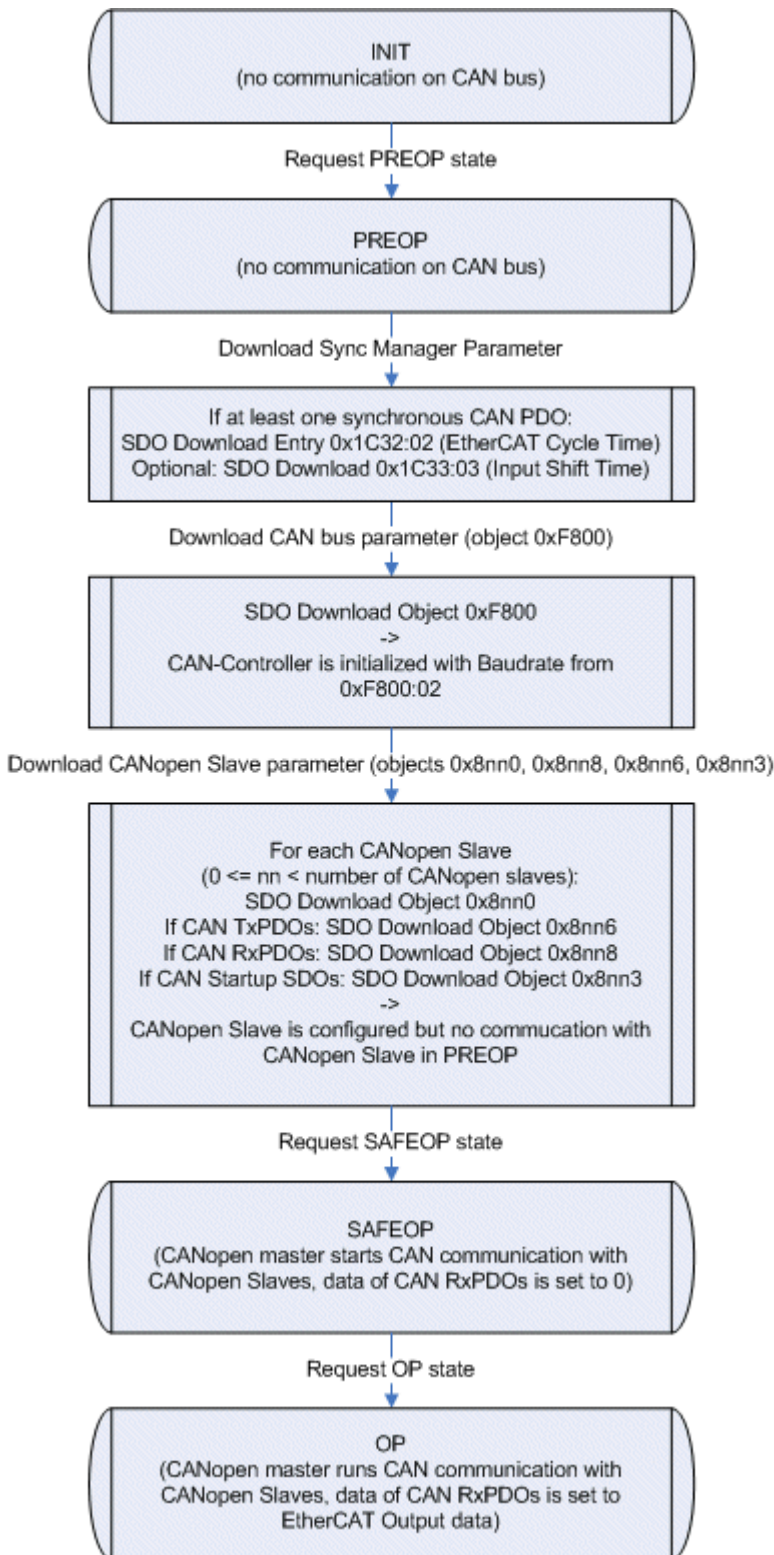 INIT
(no communication on CAN bus)
Request PREOP state
PREOP
(no communication on CAN bus)
Download Sync Manager Parameter
If at least one synchronous CAN PDO:
SDO Download Entry 0x1C32:02 (EtherCAT Cycle Time)
Optional: SDO Download 0x1C33:03 (Input Shift Time)
Download CAN bus parameter (object 0xF800)
SDO Download Object 0xF800
->
CAN-Controller is initialized with Baudrate from
0xF800:02
Download CANopen Slave parameter (objects 0x8nn0, 0x8nn8, 0x8nn6, 0x8nn3)
For each CANopen Slave
(0 <= nn < number of CANopen slaves):
SDO Download Object 0x8nn0
If CAN TxPDOs: SDO Download Object 0x8nn6
If CAN RxPDOs: SDO Download Object 0x8nn8
If CAN Startup SDOs: SDO Download Object 0x8nn3
->
CANopen Slave is configured but no commucation with
CANopen Slave in PREOP
Request SAFEOP state
SAFEOP
(CANopen master starts CAN communication with
CANopen Slaves, data of CAN RxPDOs is set to 0)
Request OP state
OP
(CANopen master runs CAN communication with
CANopen Slaves, data of CAN RxPDOs is set to
EtherCAT Output data)